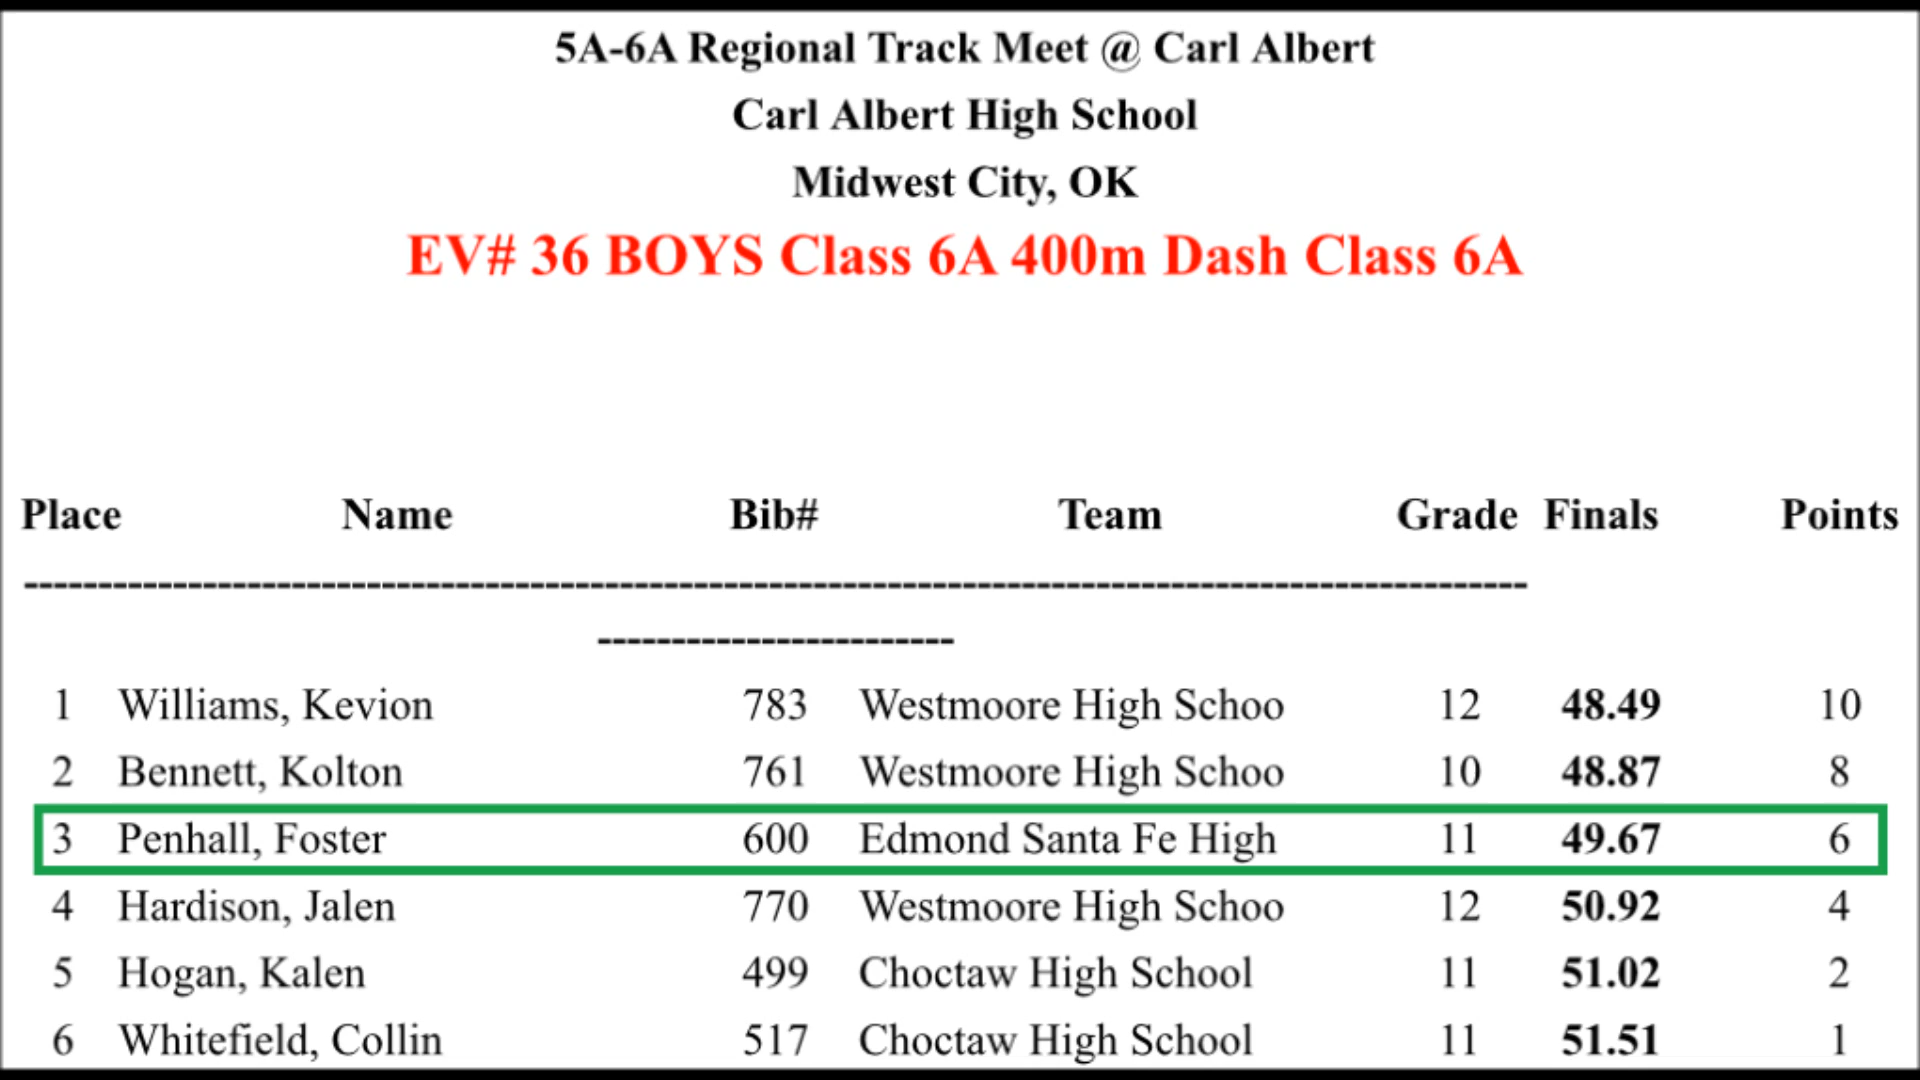 5A-6A Regional Track Meet @ Carl Albert
Carl Albert High School
Midwest City, OK
EV# 36 BOYS Class 6A 400m Dash Class 6A
Place Name Bib# Team Grade Finals Points
-----------------------------------------------------------------------------------------------------
------------------------
1 Williams, Kevion 783 Westmoore High Schoo 12 48.49 10
2 Bennett, Kolton 761 Westmoore High Schoo 10 48.87 8
3 Penhall, Foster 600 Edmond Santa Fe High 11 49.67 6
4 Hardison, Jalen 770 Westmoore High Schoo 12 50.92 4
5 Hogan, Kalen 499 Choctaw High School 11 51.02 2
6 Whitefield, Collin 517 Choctaw High School 11 51.51 1